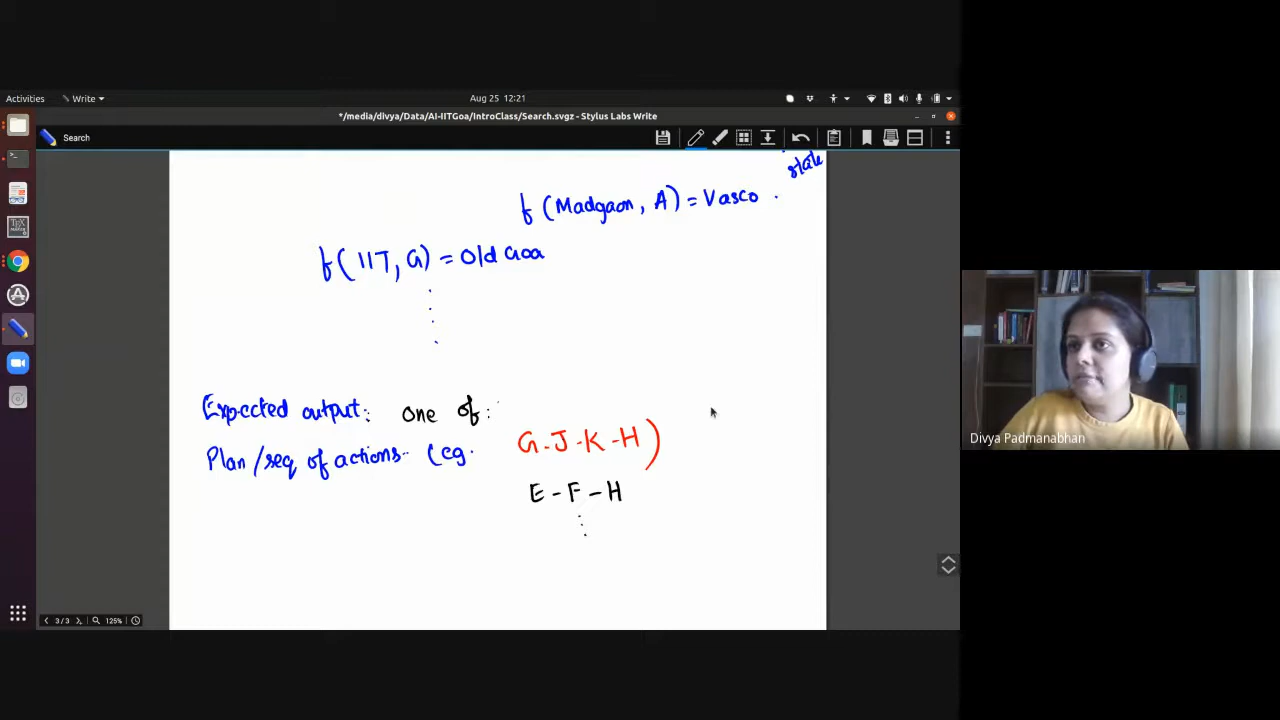 Activities Write Aug 25 12:21
*/media/divya/Data/AI-IITGoa/IntroClass/Search.svgz - Stylus Labs Write
Search
state
f (Madgaon, A) = Vasco .
f( IIT, G) = Old Goa
Expected output: one of:
Plan/seq of actions. (eg. G-J-K-H)
E-F-H
Divya Padmanabhan
3/3 125%